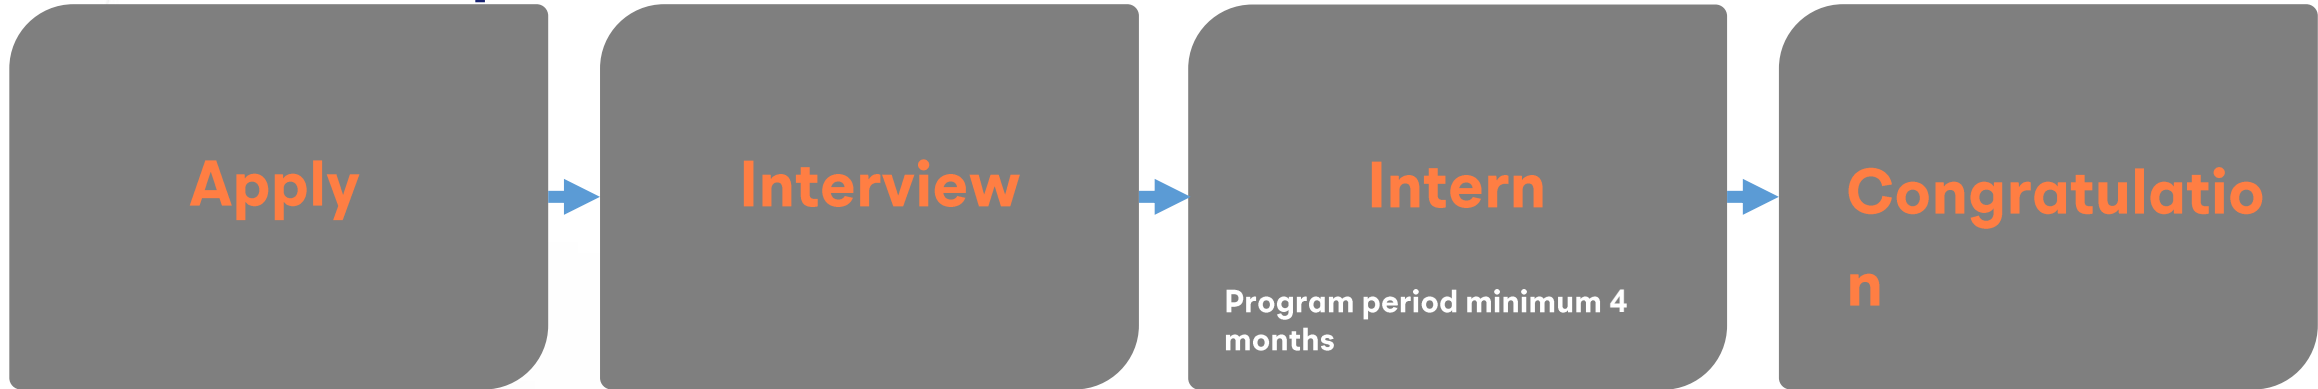 Apply
Interview
Intern
Program period minimum 4
months
Congratulatio
n